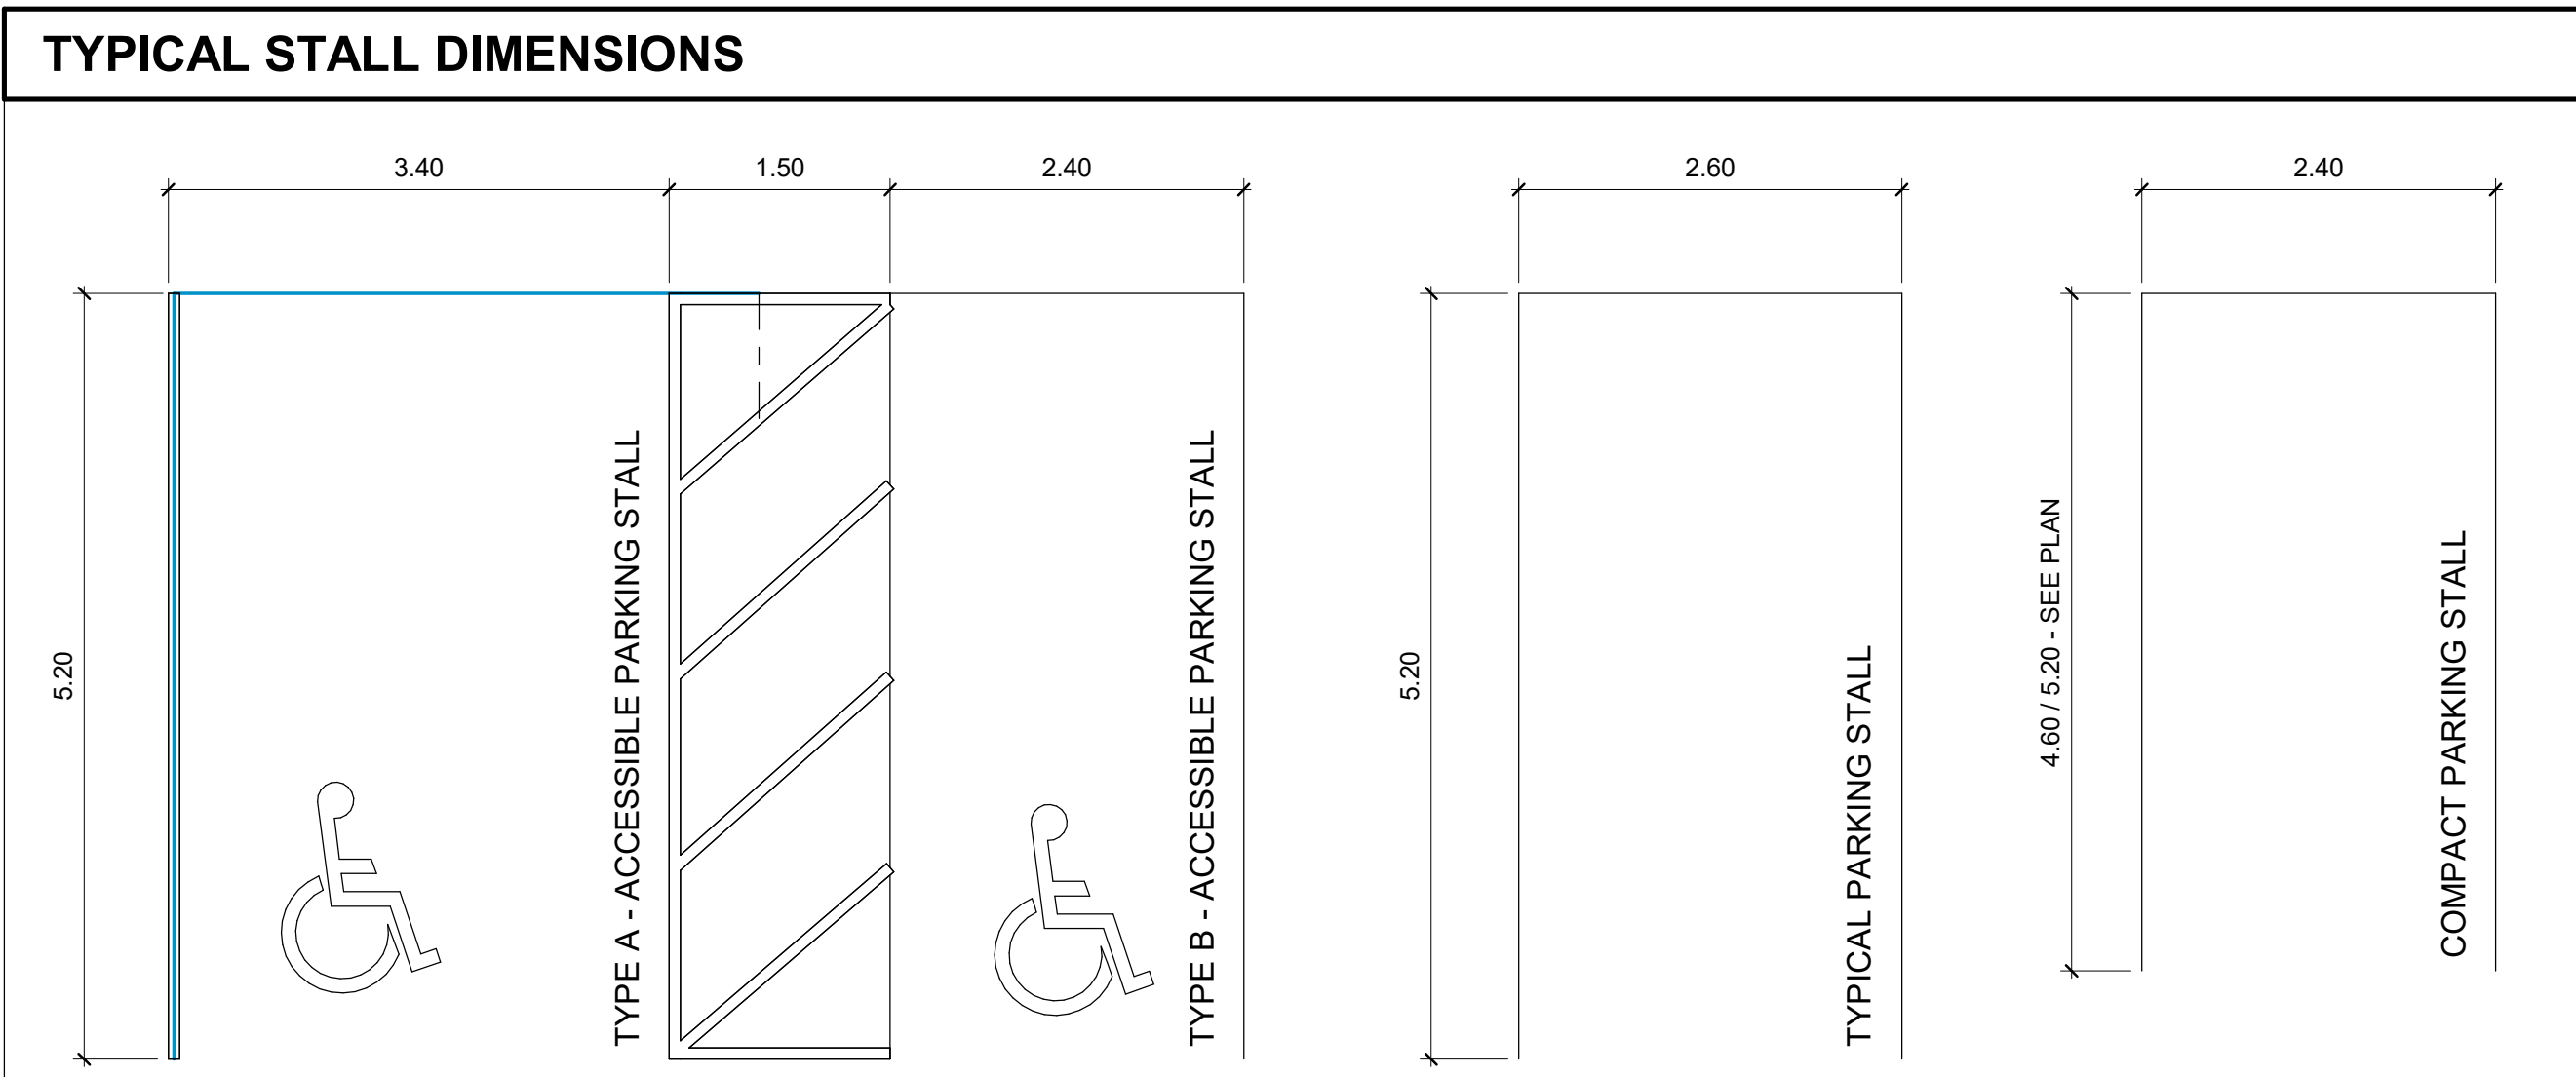 TYPICAL STALL DIMENSIONS
3.40
1.50
2.40
2.60
2.40
5.20
TYPE A - ACCESSIBLE PARKING STALL
TYPE B - ACCESSIBLE PARKING STALL
5.20
TYPICAL PARKING STALL
4.60 / 5.20 - SEE PLAN
COMPACT PARKING STALL